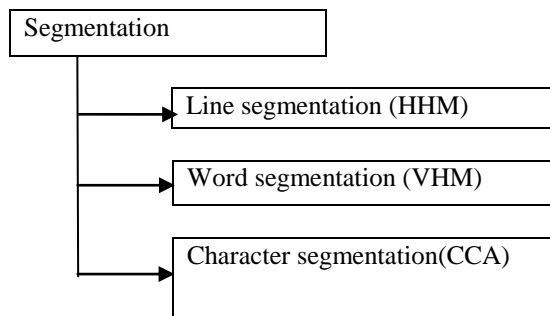 Segmentation
Line segmentation (HHM)
Word segmentation (VHM)
Character segmentation(CCA)